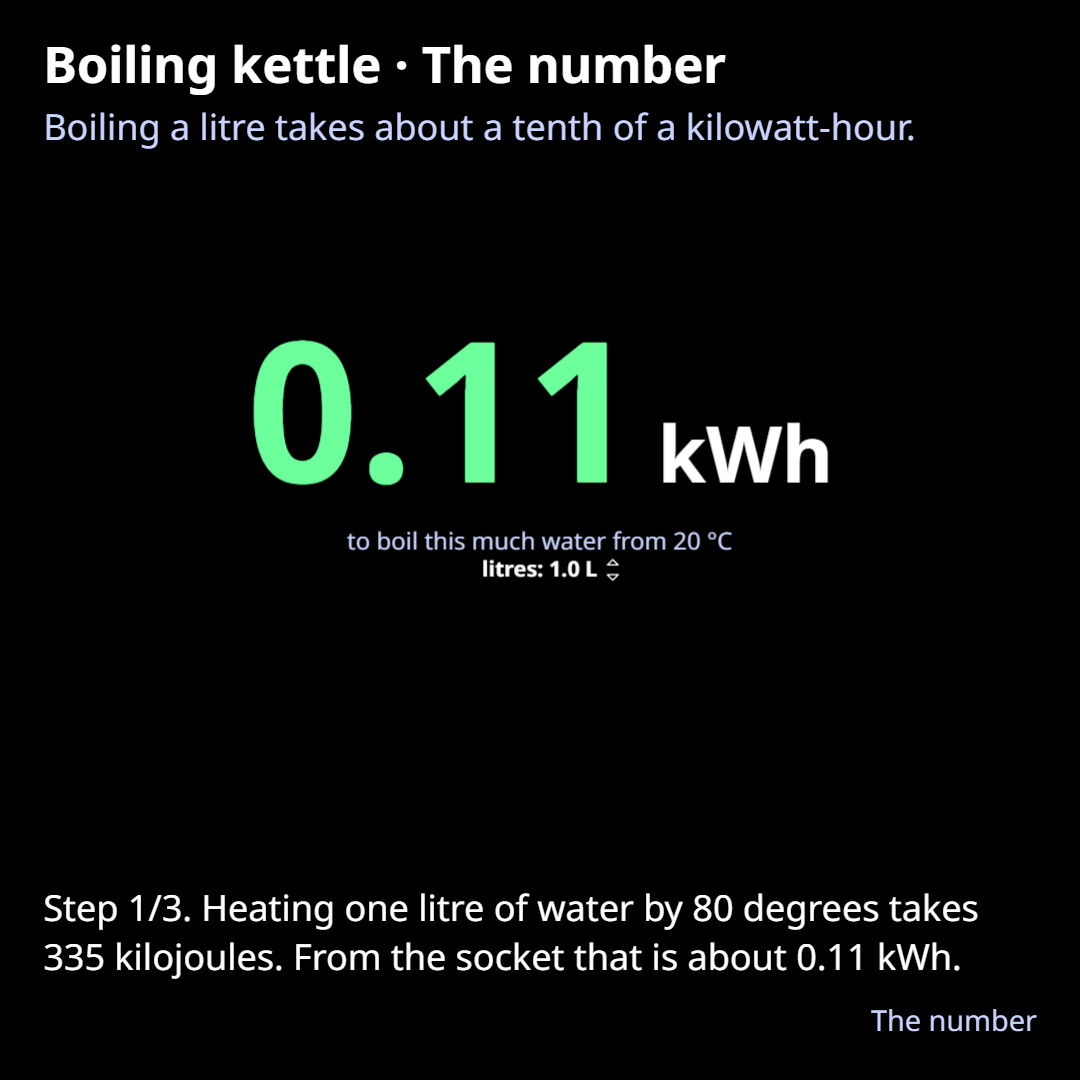 Boiling kettle · The number
Boiling a litre takes about a tenth of a kilowatt-hour.
0.11 kWh
to boil this much water from 20 °C
litres: 1.0 L
Step 1/3. Heating one litre of water by 80 degrees takes
335 kilojoules. From the socket that is about 0.11 kWh.
The number